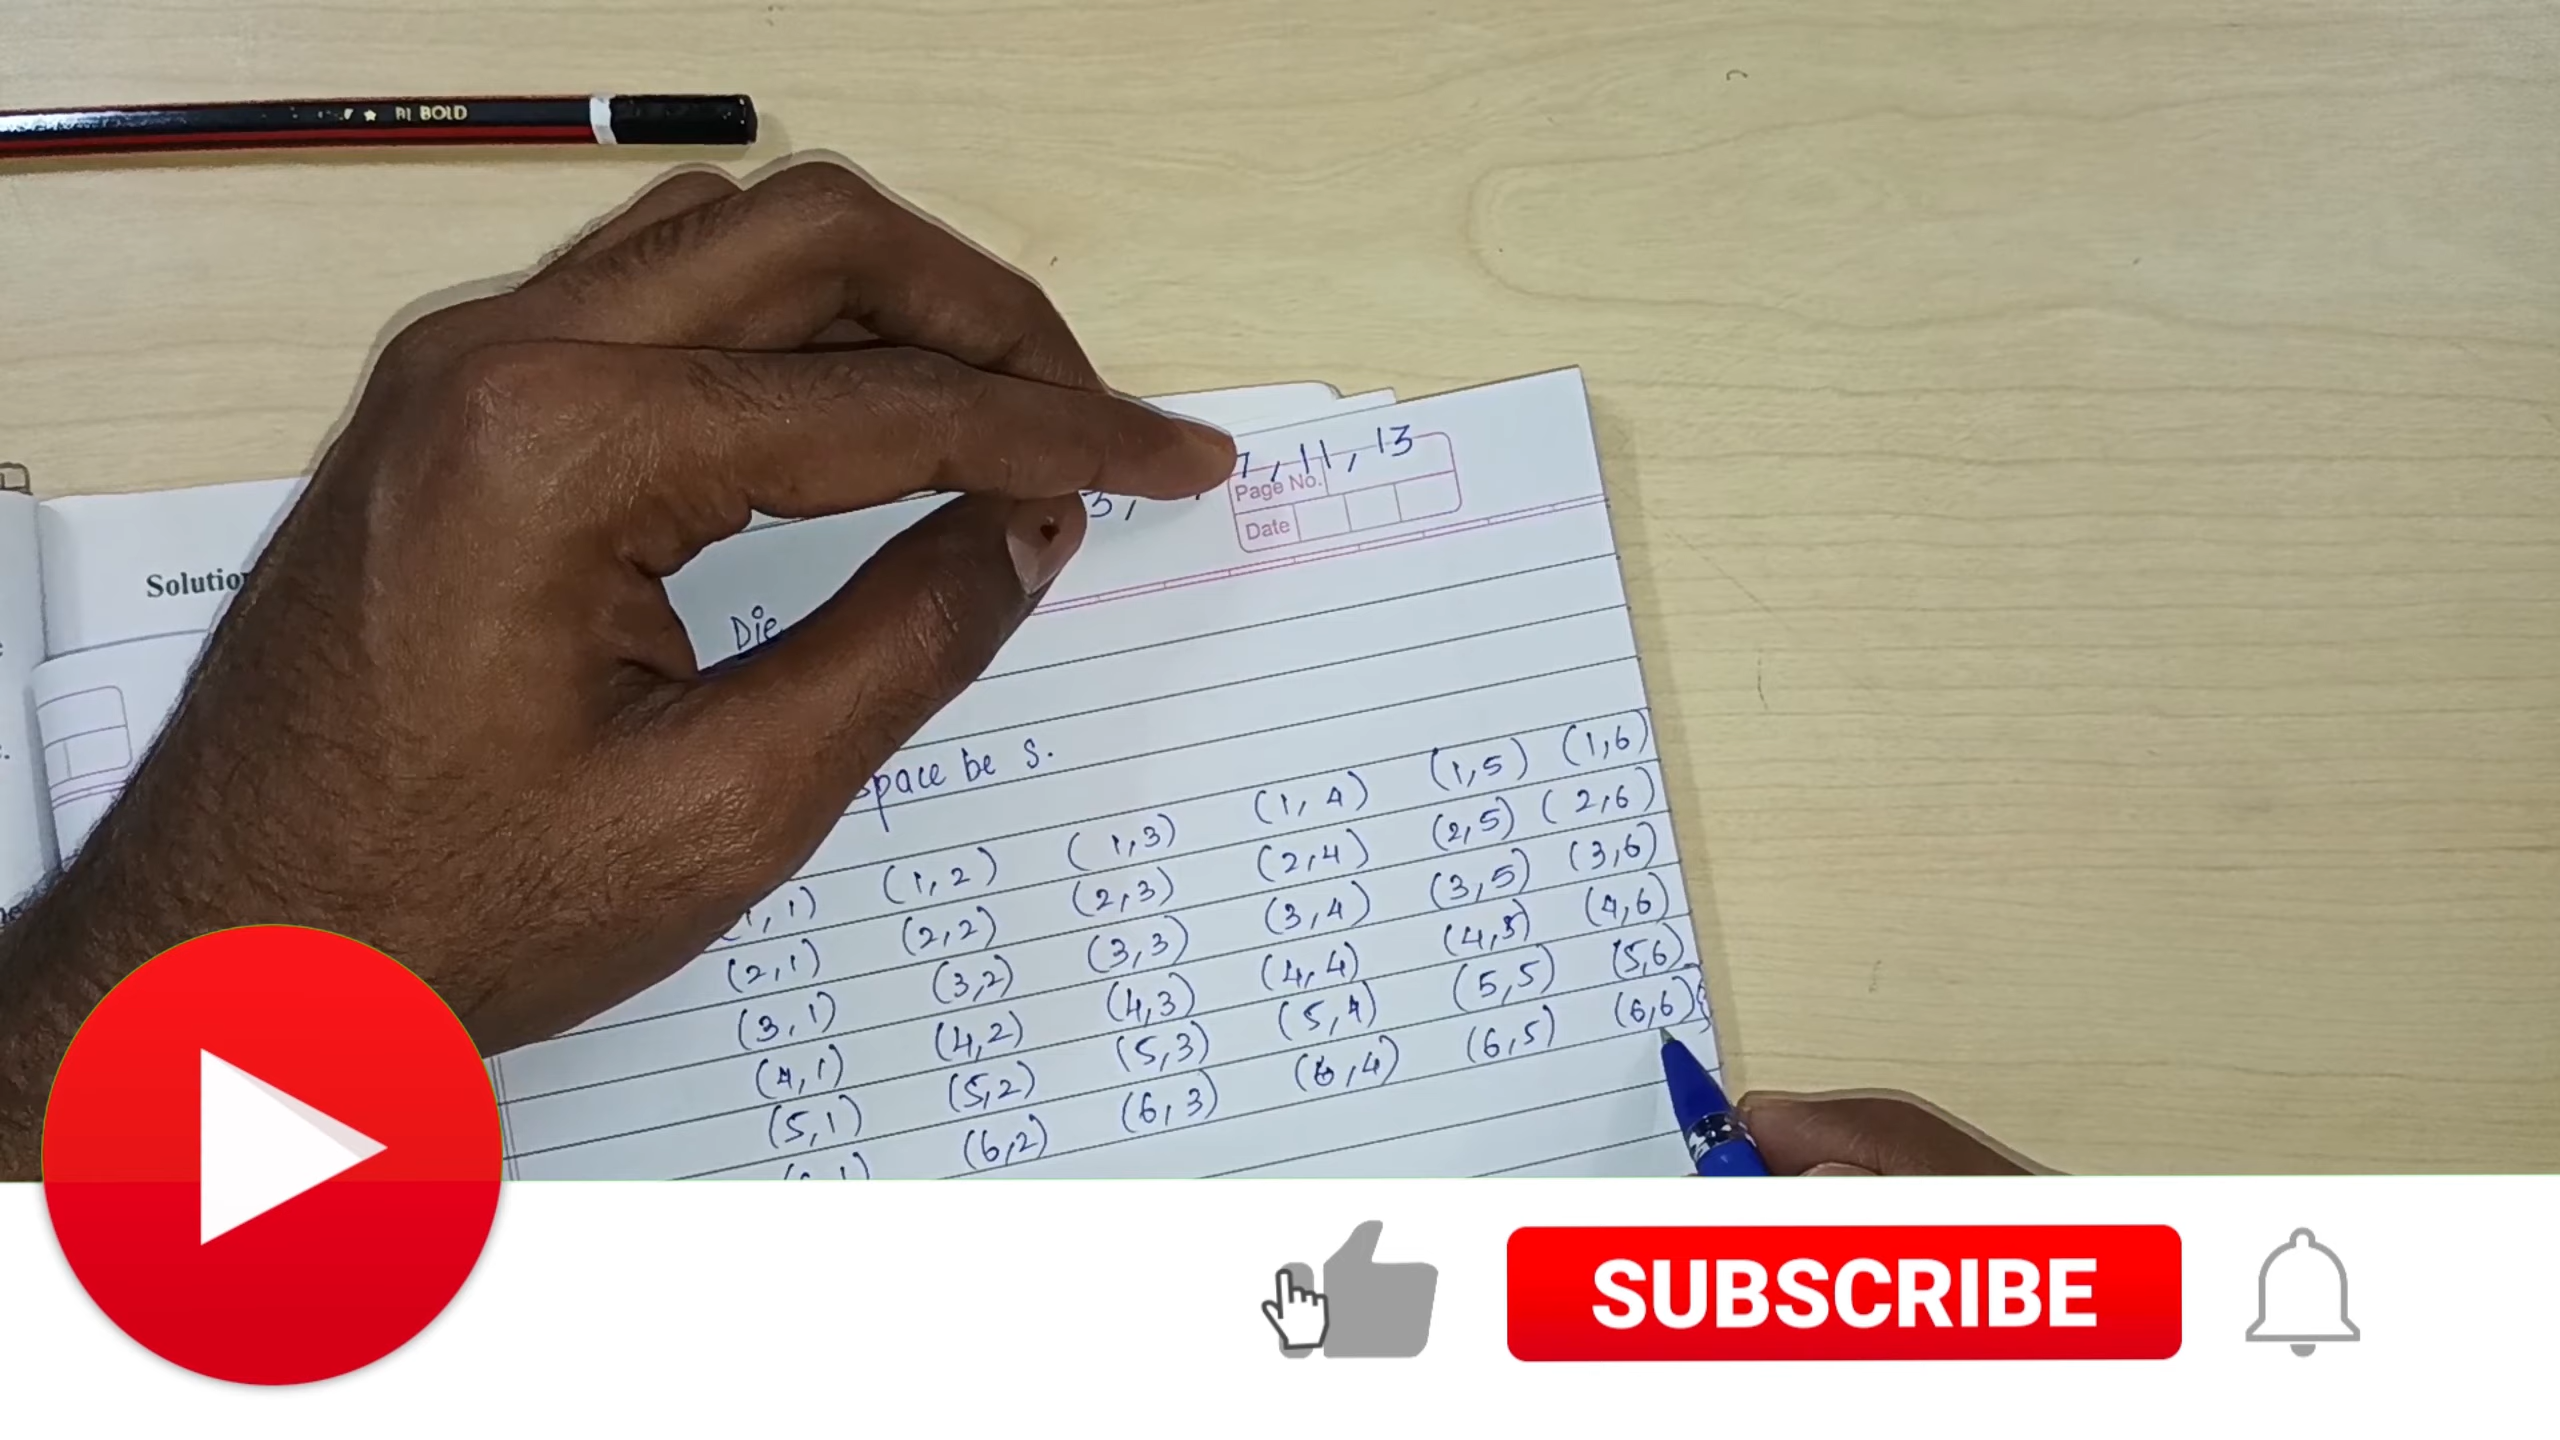 BOLD
7, 11, 13
3,
Page No.
Date
Die
space be S.
(1,2) (1,3) (1,4) (1,5) (1,6)
(2,1) (2,2) (2,3) (2,4) (2,5) (2,6)
(3,1) (3,2) (3,3) (3,4) (3,5) (3,6)
(4,1) (4,2) (4,3) (4,4) (4,5) (4,6)
(5,1) (5,2) (5,3) (5,4) (5,5) (5,6)
(6,2) (6,3) (6,4) (6,5) (6,6)}
SUBSCRIBE